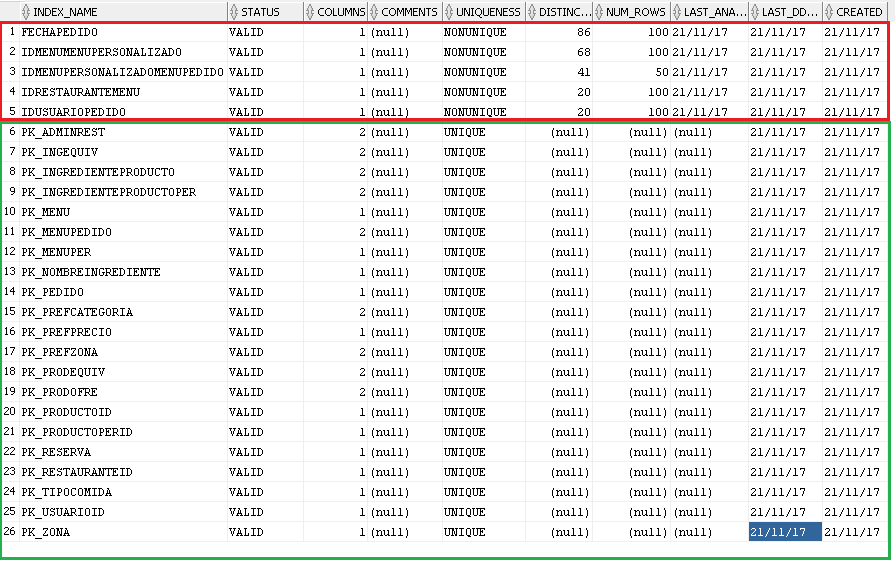 INDEX_NAME STATUS COLUMNS COMMENTS UNIQUENESS DISTINC... NUM_ROWS LAST_ANA... LAST_DD... CREATED
1 FECHAPEDIDO VALID 1 (null) NONUNIQUE 86 100 21/11/17 21/11/17 21/11/17
2 IDMENUMENUPERSONALIZADO VALID 1 (null) NONUNIQUE 68 100 21/11/17 21/11/17 21/11/17
3 IDMENUPERSONALIZADOMENUPEDIDO VALID 1 (null) NONUNIQUE 41 50 21/11/17 21/11/17 21/11/17
4 IDRESTAURANTEMENU VALID 1 (null) NONUNIQUE 20 100 21/11/17 21/11/17 21/11/17
5 IDUSUARIOPEDIDO VALID 1 (null) NONUNIQUE 20 100 21/11/17 21/11/17 21/11/17
6 PK_ADMINREST VALID 2 (null) UNIQUE (null) (null) (null) 21/11/17 21/11/17
7 PK_INGEQUIV VALID 2 (null) UNIQUE (null) (null) (null) 21/11/17 21/11/17
8 PK_INGREDIENTEPRODUCTO VALID 2 (null) UNIQUE (null) (null) (null) 21/11/17 21/11/17
9 PK_INGREDIENTEPRODUCTOPER VALID 2 (null) UNIQUE (null) (null) (null) 21/11/17 21/11/17
10 PK_MENU VALID 1 (null) UNIQUE (null) (null) (null) 21/11/17 21/11/17
11 PK_MENUPEDIDO VALID 2 (null) UNIQUE (null) (null) (null) 21/11/17 21/11/17
12 PK_MENUPER VALID 1 (null) UNIQUE (null) (null) (null) 21/11/17 21/11/17
13 PK_NOMBREINGREDIENTE VALID 1 (null) UNIQUE (null) (null) (null) 21/11/17 21/11/17
14 PK_PEDIDO VALID 1 (null) UNIQUE (null) (null) (null) 21/11/17 21/11/17
15 PK_PREFCATEGORIA VALID 2 (null) UNIQUE (null) (null) (null) 21/11/17 21/11/17
16 PK_PREFPRECIO VALID 1 (null) UNIQUE (null) (null) (null) 21/11/17 21/11/17
17 PK_PREFZONA VALID 2 (null) UNIQUE (null) (null) (null) 21/11/17 21/11/17
18 PK_PRODEQUIV VALID 2 (null) UNIQUE (null) (null) (null) 21/11/17 21/11/17
19 PK_PRODOFRE VALID 2 (null) UNIQUE (null) (null) (null) 21/11/17 21/11/17
20 PK_PRODUCTOID VALID 1 (null) UNIQUE (null) (null) (null) 21/11/17 21/11/17
21 PK_PRODUCTOPERID VALID 1 (null) UNIQUE (null) (null) (null) 21/11/17 21/11/17
22 PK_RESERVA VALID 1 (null) UNIQUE (null) (null) (null) 21/11/17 21/11/17
23 PK_RESTAURANTEID VALID 1 (null) UNIQUE (null) (null) (null) 21/11/17 21/11/17
24 PK_TIPOCOMIDA VALID 1 (null) UNIQUE (null) (null) (null) 21/11/17 21/11/17
25 PK_USUARIOID VALID 1 (null) UNIQUE (null) (null) (null) 21/11/17 21/11/17
26 PK_ZONA VALID 1 (null) UNIQUE (null) (null) (null) 21/11/17 21/11/17